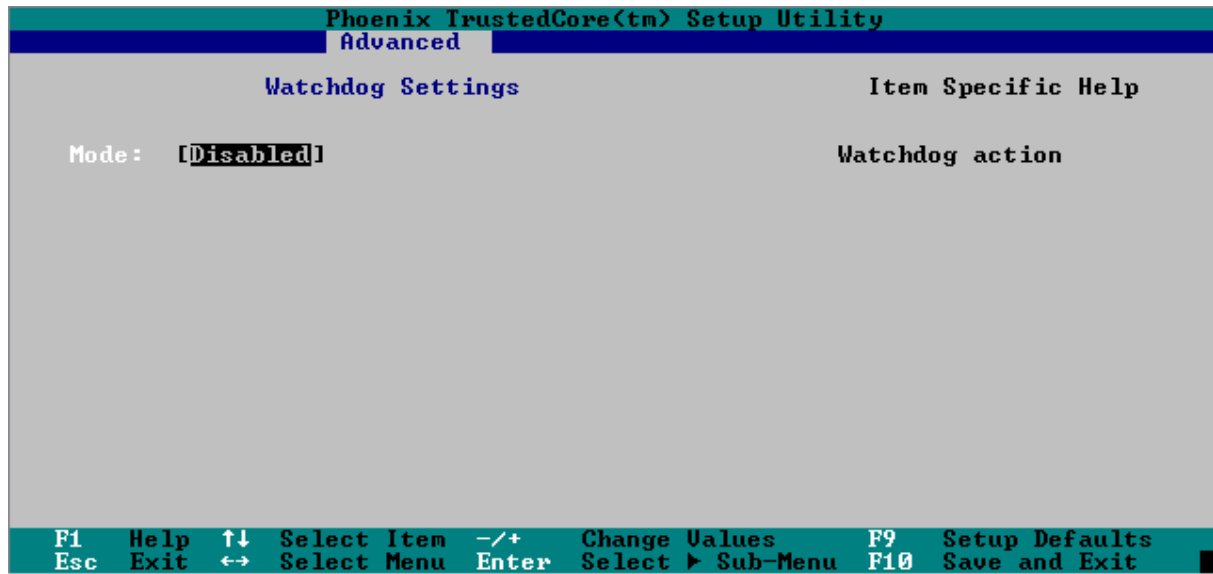 Phoenix TrustedCore(tm) Setup Utility
Advanced
Watchdog Settings Item Specific Help
Mode: [Disabled] Watchdog action
F1 Help ↑↓ Select Item -/+ Change Values F9 Setup Defaults
Esc Exit ↔ Select Menu Enter Select ► Sub-Menu F10 Save and Exit